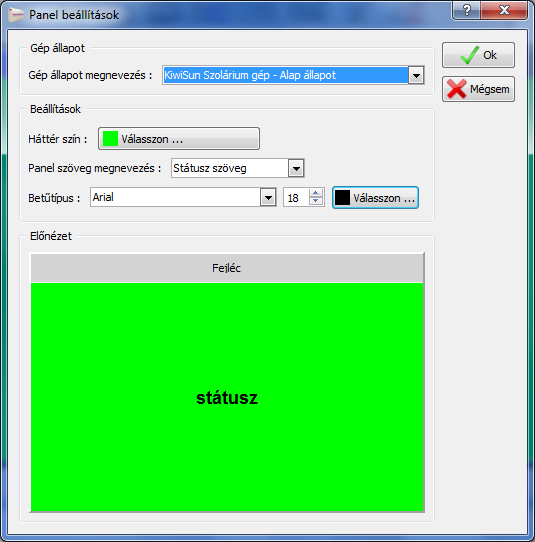 Panel beállítások
?
Gép állapot
Gép állapot megnevezés :
KiwiSun Szolárium gép - Alap állapot
Ok
Mégsem
Beállítások
Háttér szín :
Válasszon ...
Panel szöveg megnevezés :
Státusz szöveg
Betűtípus :
Arial
18
Válasszon ...
Előnézet
Fejléc
státusz